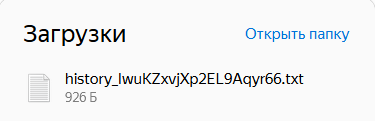 Загрузки
Открыть папку
history_IwuKZxvjXp2EL9Aqyr66.txt
926 Б